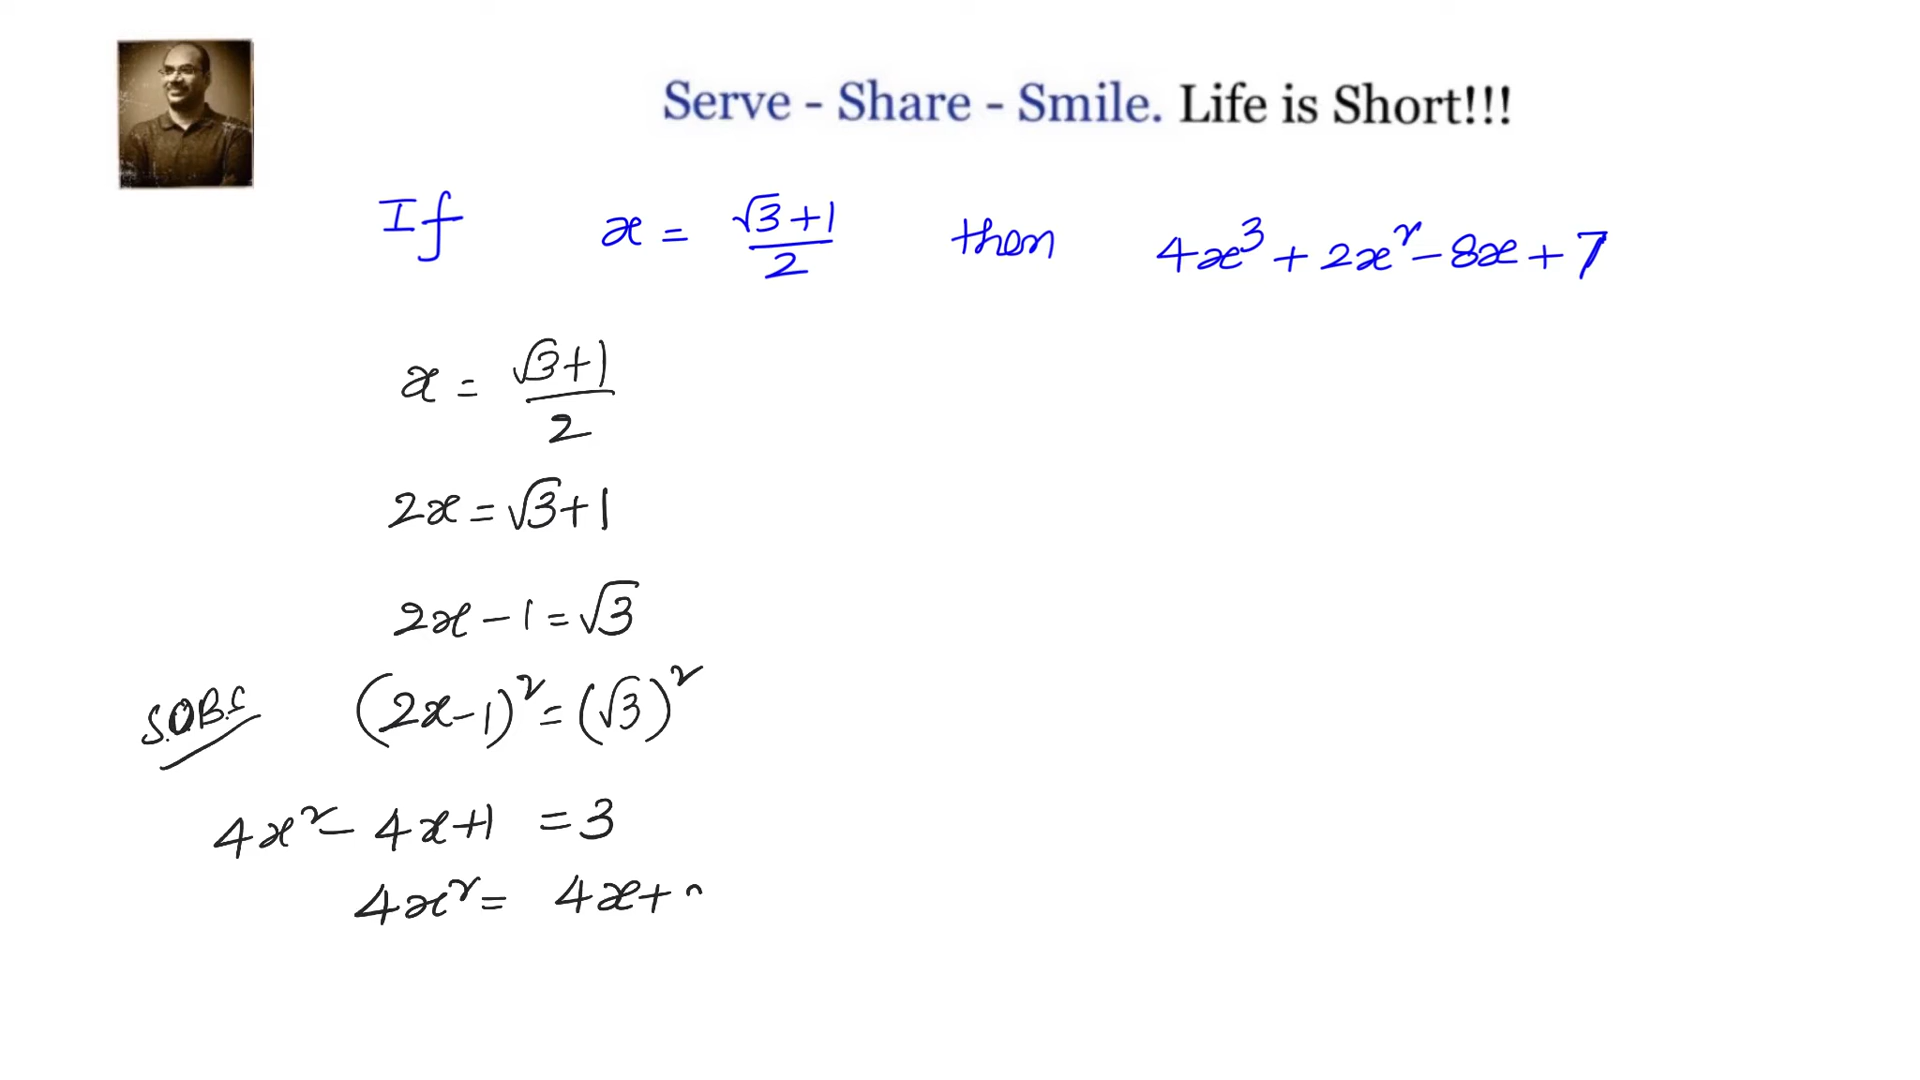 Serve - Share - Smile. Life is Short!!!
If x = (√3+1)/2 then 4x³ + 2x² - 8x + 7
x = (√3+1)/2
2x = √3+1
2x - 1 = √3
S.O.B.S (2x-1)² = (√3)²
4x² - 4x+1 = 3
4x² = 4x+